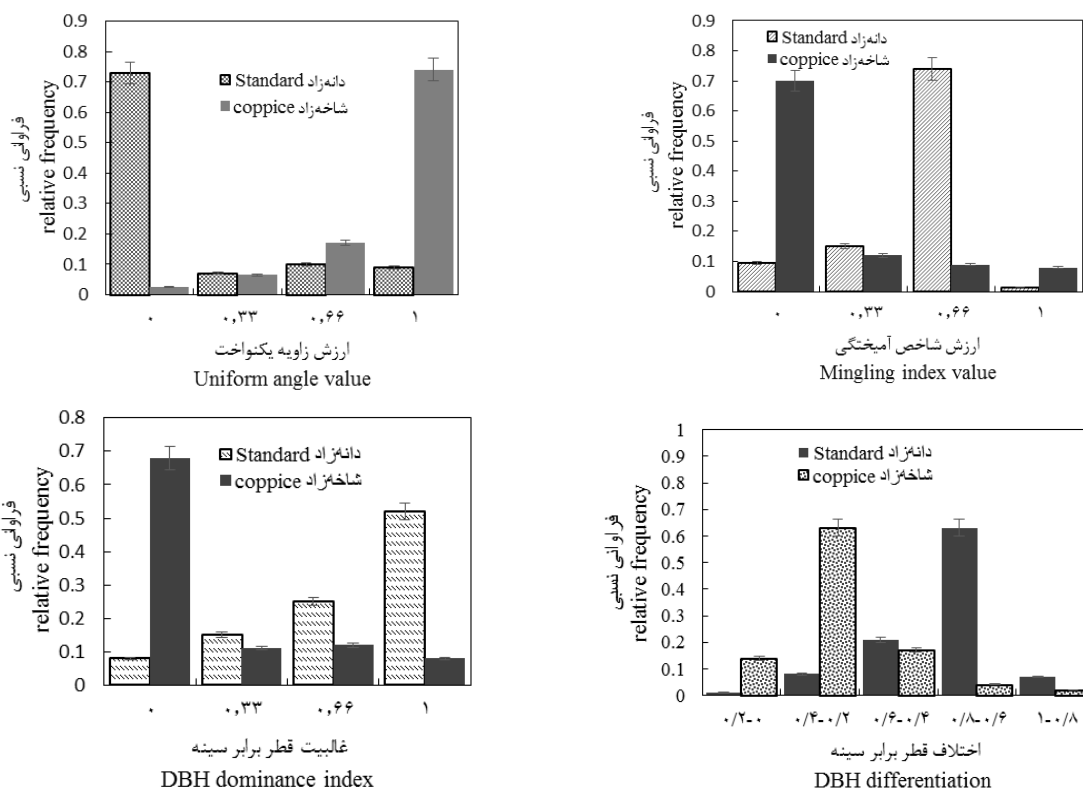 0.9
0.8
0.7
0.6
0.5
0.4
0.3
0.2
0.1
0
فراوانی نسبی
relative frequency
دانه‌زاد Standard
شاخه‌زاد coppice
۰ ۰,۳۳ ۰,۶۶ ۱
ارزش زاویه یکنواخت
Uniform angle value
0.9
0.8
0.7
0.6
0.5
0.4
0.3
0.2
0.1
0
فراوانی نسبی
relative frequency
دانه‌زاد Standard
شاخه‌زاد coppice
۰ ۰,۳۳ ۰,۶۶ ۱
ارزش شاخص آمیختگی
Mingling index value
0.8
0.7
0.6
0.5
0.4
0.3
0.2
0.1
0
فراوانی نسبی
relative frequency
دانه‌زاد Standard
شاخه‌زاد coppice
۰ ۰,۳۳ ۰,۶۶ ۱
غالبیت قطر برابر سینه
DBH dominance index
1
0.9
0.8
0.7
0.6
0.5
0.4
0.3
0.2
0.1
0
فراوانی نسبی
relative frequency
دانه‌زاد Standard
شاخه‌زاد coppice
۰/۲-۰ ۰/۴-۰/۲ ۰/۶-۰/۴ ۰/۸-۰/۶ ۱-۰/۸
اختلاف قطر برابر سینه
DBH differentiation